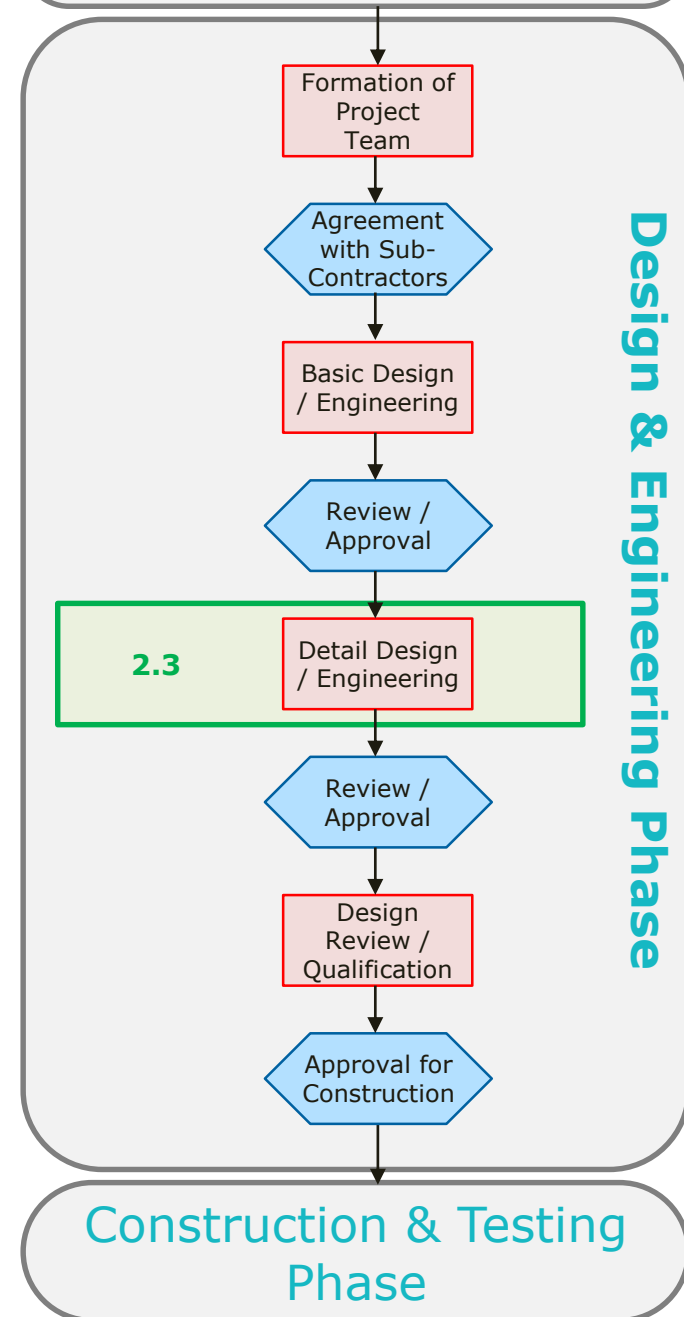 Formation of
Project
Team
Agreement
with Sub-
Contractors
Basic Design
/ Engineering
Review /
Approval
2.3
Detail Design
/ Engineering
Review /
Approval
Design
Review /
Qualification
Approval for
Construction
Design & Engineering Phase
Construction & Testing
Phase